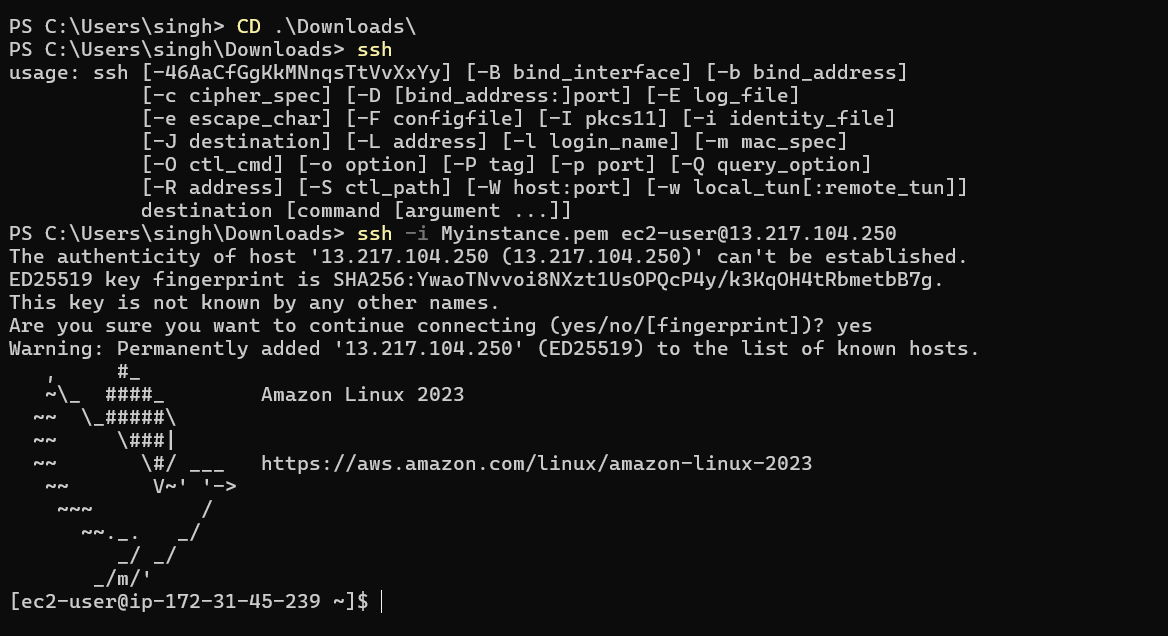 PS C:\Users\singh> CD .\Downloads\
PS C:\Users\singh\Downloads> ssh
usage: ssh [-46AaCfGgKkMNnqsTtVvXxYy] [-B bind_interface] [-b bind_address]
           [-c cipher_spec] [-D [bind_address:]port] [-E log_file]
           [-e escape_char] [-F configfile] [-I pkcs11] [-i identity_file]
           [-J destination] [-L address] [-l login_name] [-m mac_spec]
           [-O ctl_cmd] [-o option] [-P tag] [-p port] [-Q query_option]
           [-R address] [-S ctl_path] [-W host:port] [-w local_tun[:remote_tun]]
           destination [command [argument ...]]
PS C:\Users\singh\Downloads> ssh -i Myinstance.pem ec2-user@13.217.104.250
The authenticity of host '13.217.104.250 (13.217.104.250)' can't be established.
ED25519 key fingerprint is SHA256:YwaoTNvvoi8NXzt1UsOPQcP4y/k3KqOH4tRbmetbB7g.
This key is not known by any other names.
Are you sure you want to continue connecting (yes/no/[fingerprint])? yes
Warning: Permanently added '13.217.104.250' (ED25519) to the list of known hosts.
   ,     #_
   ~\_  ####_        Amazon Linux 2023
  ~~  \_#####\
  ~~     \###|
  ~~       \#/ ___   https://aws.amazon.com/linux/amazon-linux-2023
   ~~       V~' '->
    ~~~         /
      ~~._.   _/
         _/ _/
       _/m/'
[ec2-user@ip-172-31-45-239 ~]$